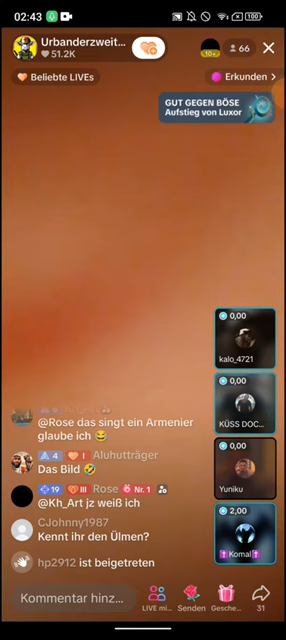 02:43
100
Urbanderzweit...
51.2K
10+
66
Beliebte LIVEs
Erkunden
GUT GEGEN BÖSE
Aufstieg von Luxor
0,00
kalo_4721
0,00
KÜSS DOC...
0,00
Yuniku
2,00
Komal
@Rose das singt ein Armenier
glaube ich 😂
4 I Aluhutträger
Das Bild 🤣
19 III Rose Nr. 1
@Kh_Art jz weiß ich
CJohnny1987
Kennt ihr den Ülmen?
hp2912 ist beigetreten
Kommentar hinz...
LIVE mi...
Senden
Gesche...
31